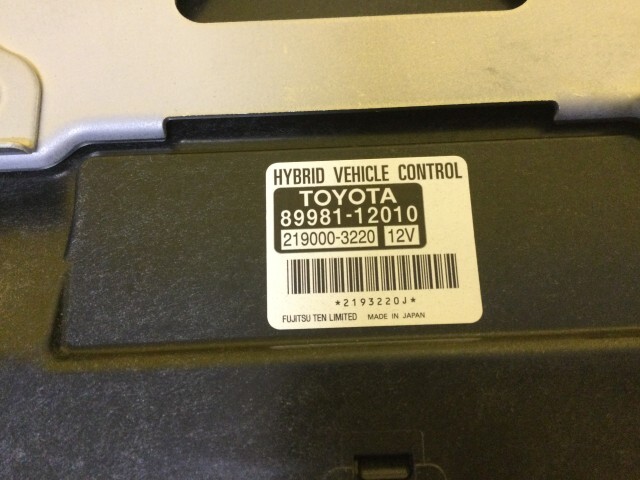 HYBRID VEHICLE CONTROL
TOYOTA
89981-12010
219000-3220 12V
*2193220J*
FUJITSU TEN LIMITED MADE IN JAPAN